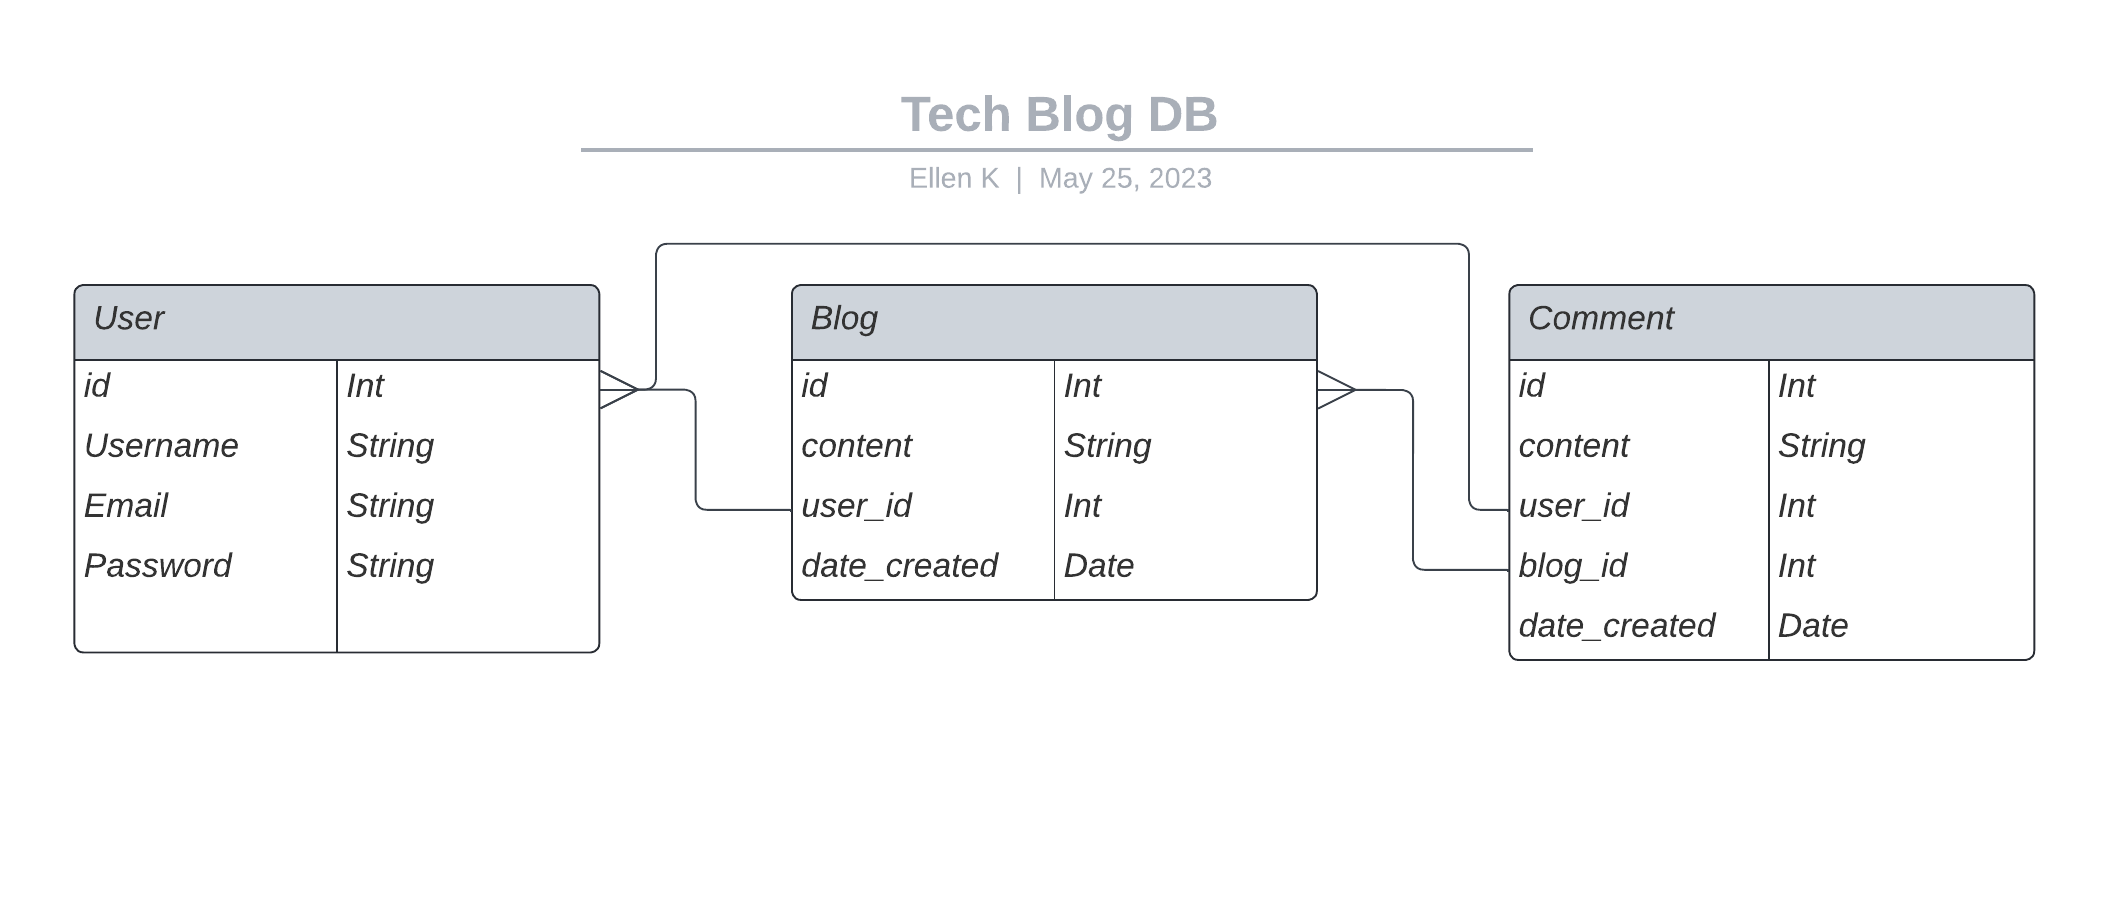 Tech Blog DB
Ellen K | May 25, 2023
User
id Int
Username String
Email String
Password String
Blog
id Int
content String
user_id Int
date_created Date
Comment
id Int
content String
user_id Int
blog_id Int
date_created Date